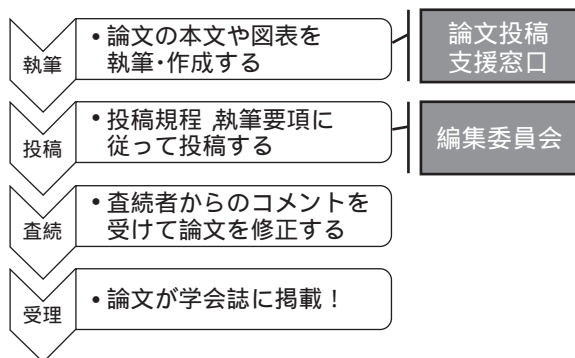 執筆
・論文の本文や図表を
執筆・作成する
論文投稿
支援窓口
投稿
・投稿規程,執筆要項に
従って投稿する
編集委員会
査続
・査続者からのコメントを
受けて論文を修正する
受理
・論文が学会誌に掲載！